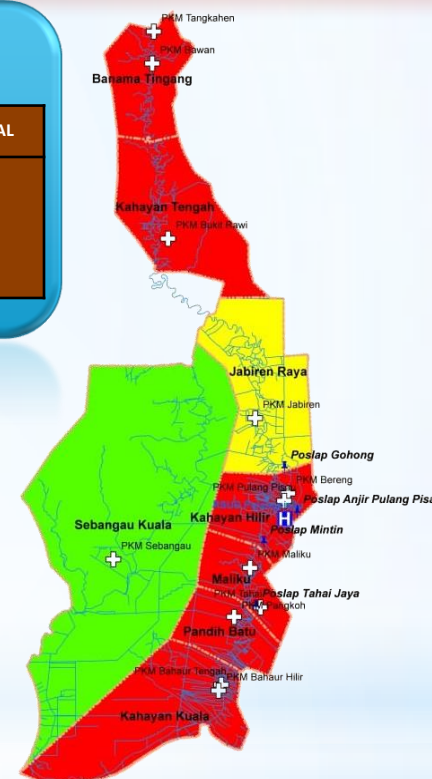 AL
PKM Tangkahen
PKM Bawan
Banama Tingang
Kahayan Tengah
PKM Bukit Rawi
Jabiren Raya
PKM Jabiren
Poslap Gohong
PKM Bereng
PKM Pulang Pisau
Poslap Anjir Pulang Pisa
Kahayan Hilir
H
Poslap Mintin
Sebangau Kuala
PKM Sebangau
PKM Maliku
Maliku
PKM Tahai
Poslap Tahai Jaya
PKM Pangkoh
Pandih Batu
PKM Bahaur Tengah
PKM Bahaur Hilir
Kahayan Kuala